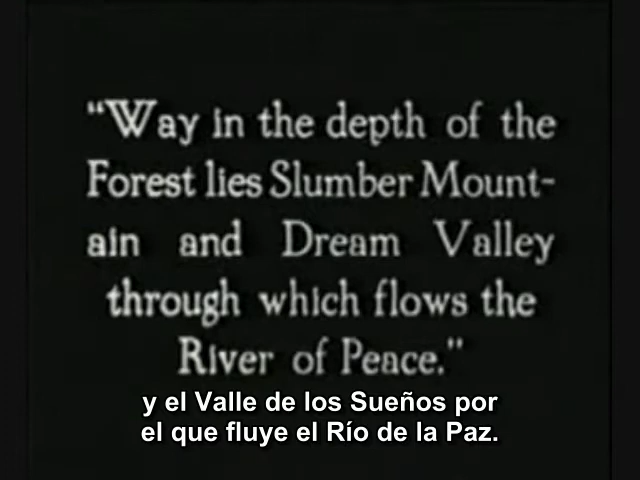 “Way in the depth of the
Forest lies Slumber Mount-
ain and Dream Valley
through which flows the
River of Peace."
y el Valle de los Sueños por
el que fluye el Río de la Paz.